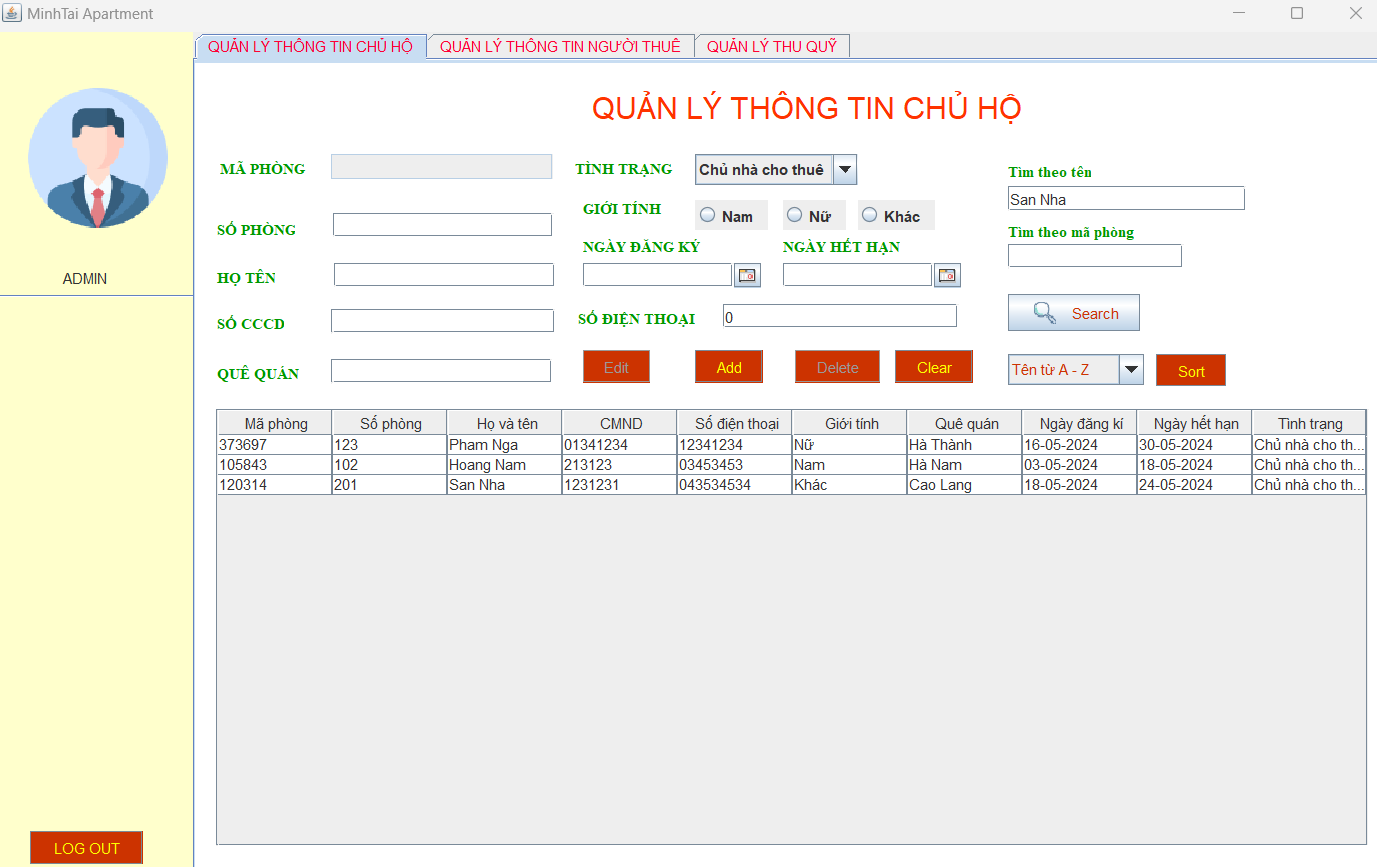 MinhTai Apartment
QUẢN LÝ THÔNG TIN CHỦ HỘ QUẢN LÝ THÔNG TIN NGƯỜI THUÊ QUẢN LÝ THU QUỸ
QUẢN LÝ THÔNG TIN CHỦ HỘ
ADMIN
LOG OUT
MÃ PHÒNG TÌNH TRẠNG Chủ nhà cho thuê Tìm theo tên
San Nha
GIỚI TÍNH Nam Nữ Khác
SỐ PHÒNG Tìm theo mã phòng
NGÀY ĐĂNG KÝ NGÀY HẾT HẠN
HỌ TÊN
SỐ CCCD SỐ ĐIỆN THOẠI 0 Search
QUÊ QUÁN Edit Add Delete Clear Tên từ A - Z Sort
Mã phòng Số phòng Họ và tên CMND Số điện thoại Giới tính Quê quán Ngày đăng kí Ngày hết hạn Tình trạng
373697 123 Pham Nga 01341234 12341234 Nữ Hà Thành 16-05-2024 30-05-2024 Chủ nhà cho th...
105843 102 Hoang Nam 213123 03453453 Nam Hà Nam 03-05-2024 18-05-2024 Chủ nhà cho th...
120314 201 San Nha 1231231 043534534 Khác Cao Lang 18-05-2024 24-05-2024 Chủ nhà cho th...